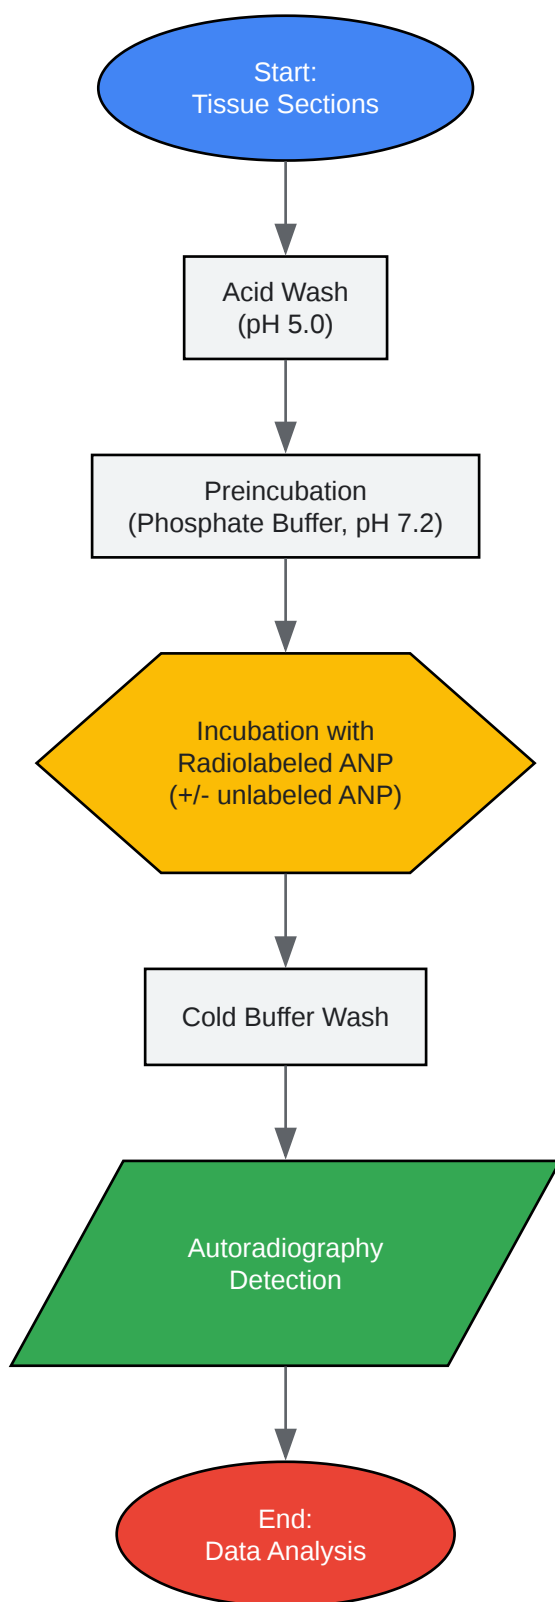 Start:
Tissue Sections
Acid Wash
(pH 5.0)
Preincubation
(Phosphate Buffer, pH 7.2)
Incubation with
Radiolabeled ANP
(+/- unlabeled ANP)
Cold Buffer Wash
Autoradiography
Detection
End:
Data Analysis